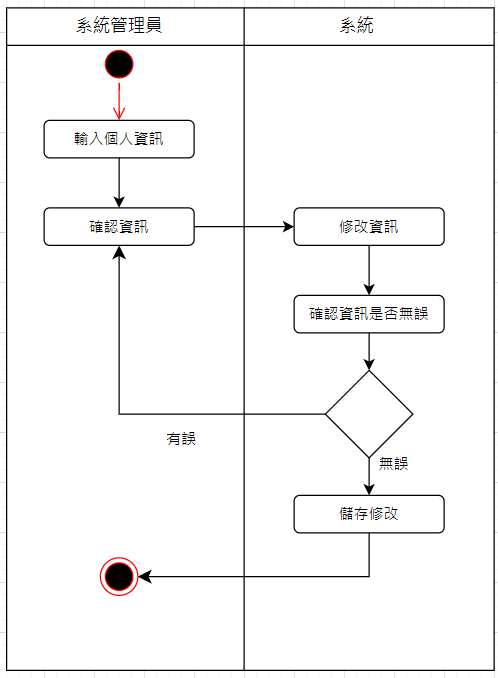 系統管理員
系統
輸入個人資訊
確認資訊
修改資訊
確認資訊是否無誤
有誤
無誤
儲存修改